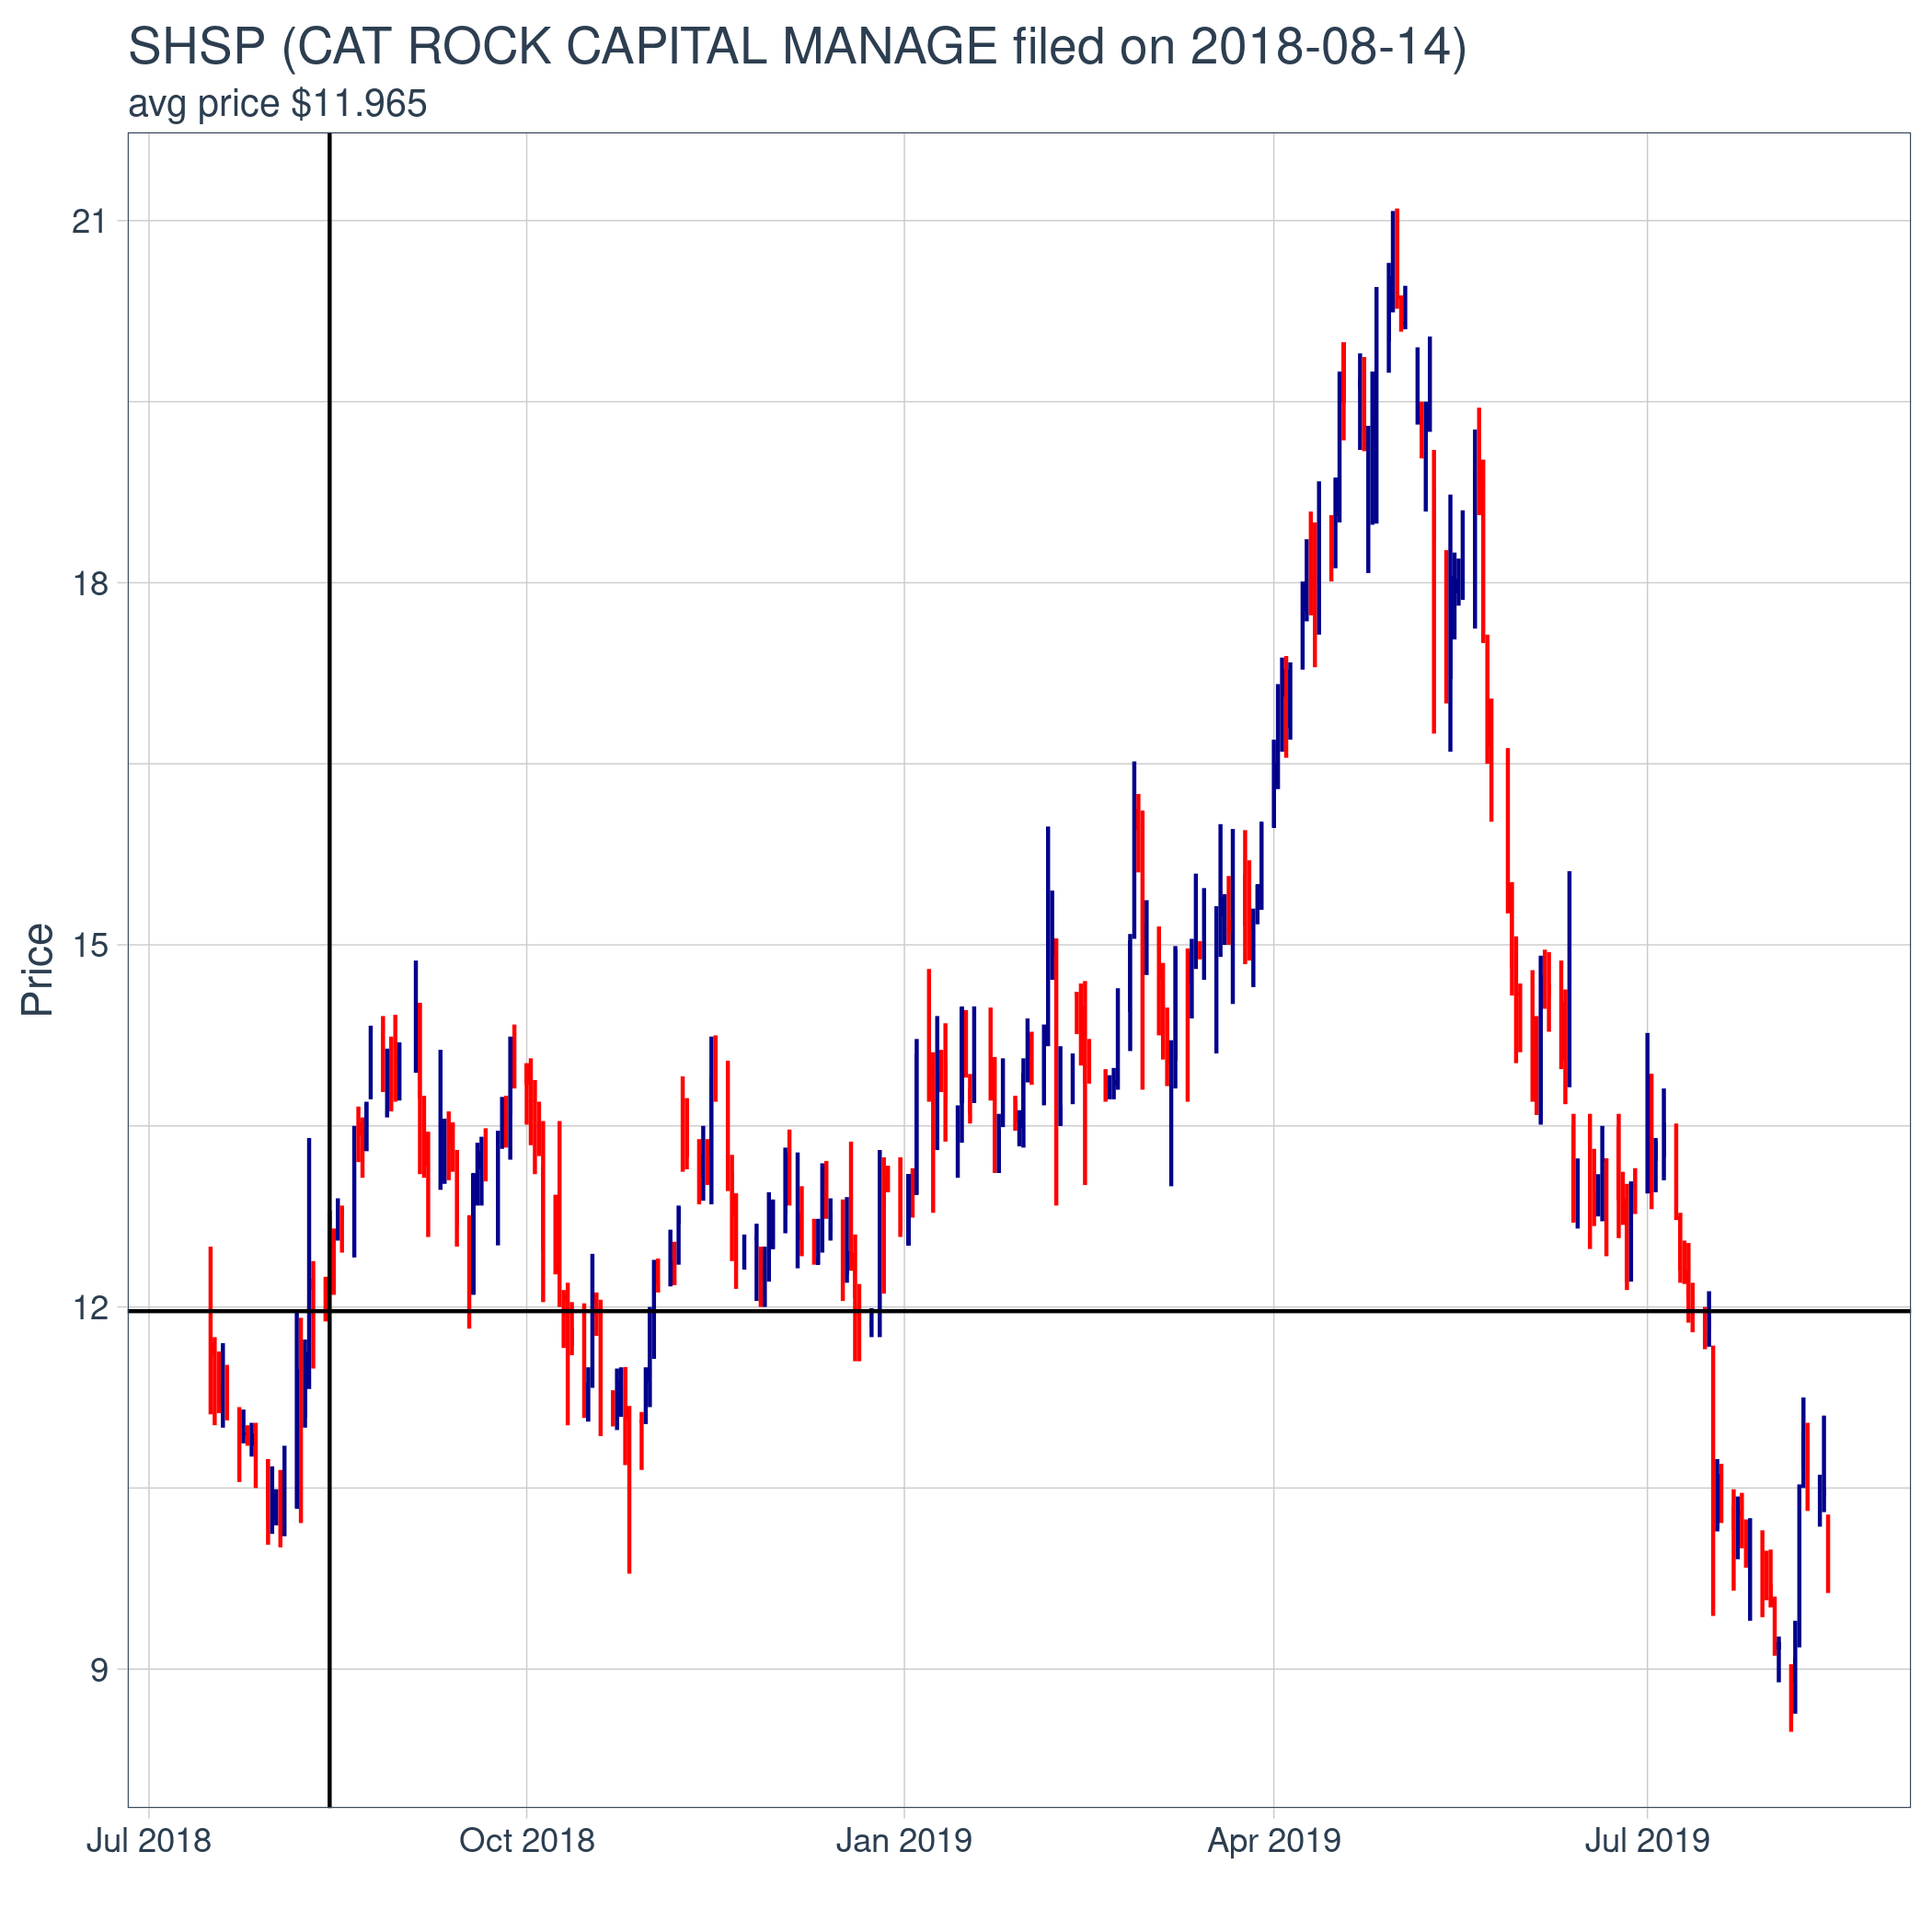 SHSP (CAT ROCK CAPITAL MANAGE filed on 2018-08-14)
avg price $11.965
21
18
15
12
9
Price
Jul 2018
Oct 2018
Jan 2019
Apr 2019
Jul 2019